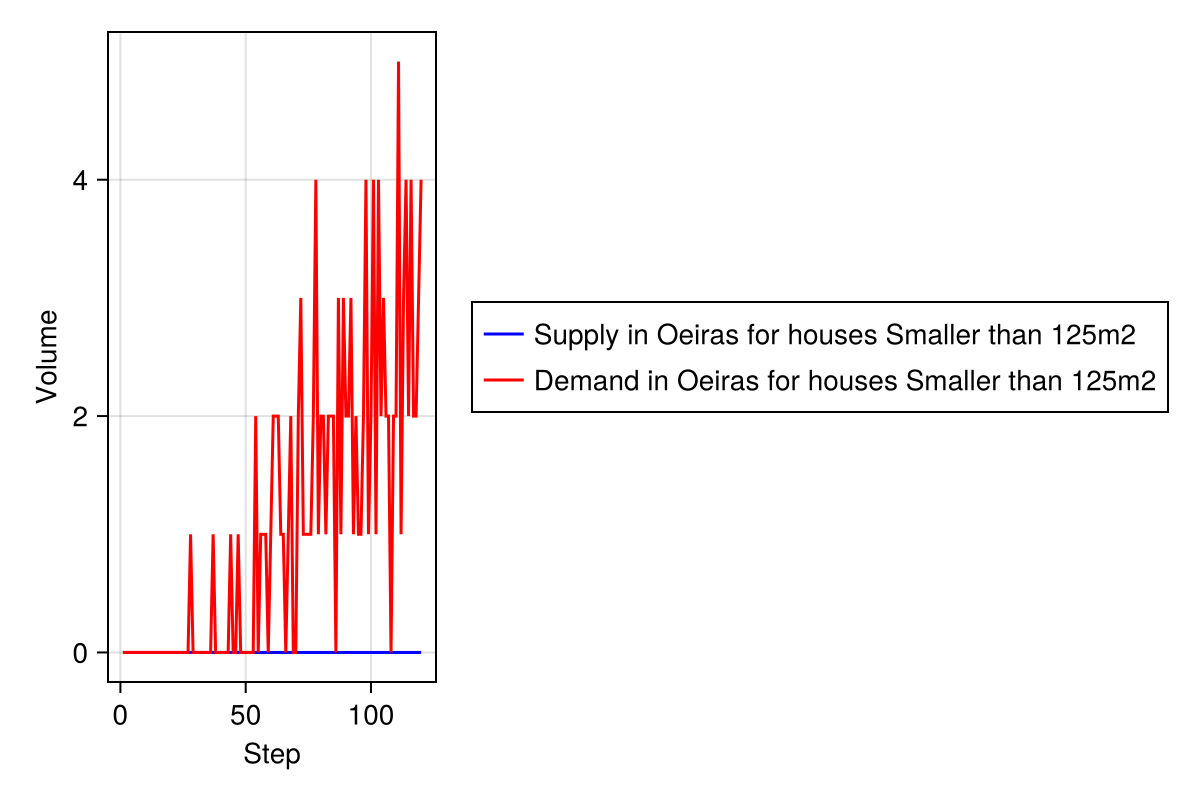 Volume
4
2
0
0 50 100
Step
Supply in Oeiras for houses Smaller than 125m2
Demand in Oeiras for houses Smaller than 125m2